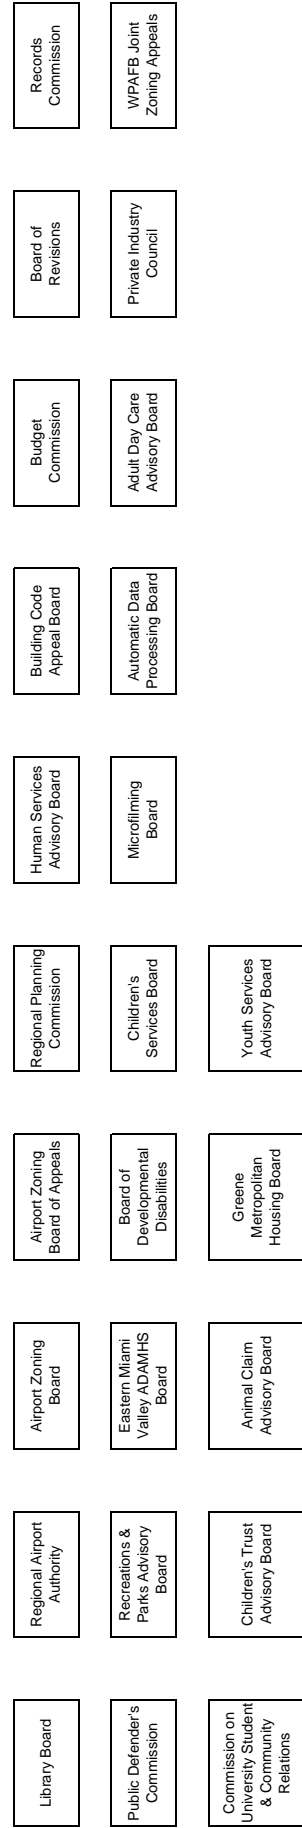 Library Board
Regional Airport
Authority
Airport Zoning
Board
Airport Zoning
Board of Appeals
Regional Planning
Commission
Human Services
Advisory Board
Building Code
Appeal Board
Budget
Commission
Board of
Revisions
Records
Commission
Public Defender's
Commission
Recreations &
Parks Advisory
Board
Eastern Miami
Valley ADAMHS
Board
Board of
Developmental
Disabilities
Children's
Services Board
Microfilming
Board
Automatic Data
Processing Board
Adult Day Care
Advisory Board
Private Industry
Council
WPAFB Joint
Zoning Appeals
Commission on
University Student
& Community
Relations
Children's Trust
Advisory Board
Animal Claim
Advisory Board
Greene
Metropolitan
Housing Board
Youth Services
Advisory Board